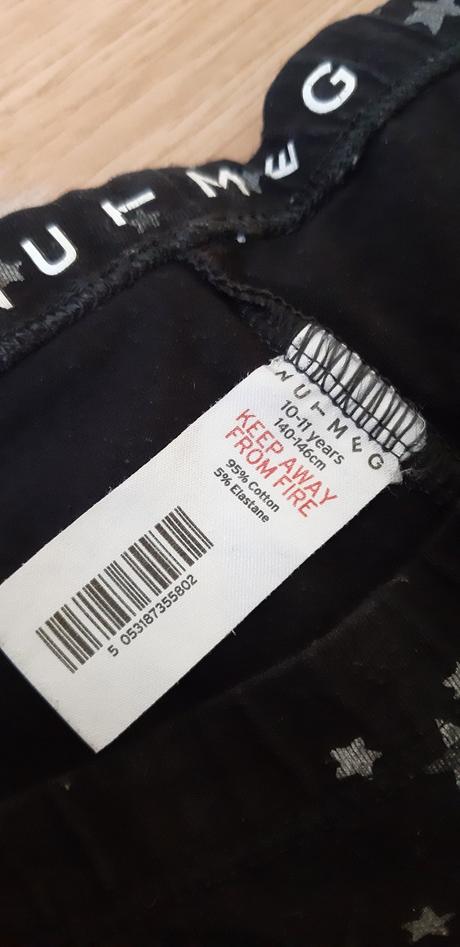 NUTMEG
NUTMEG
10-11 years
140-146cm
KEEP AWAY
FROM FIRE
95% Cotton
5% Elastane
5 053187355802